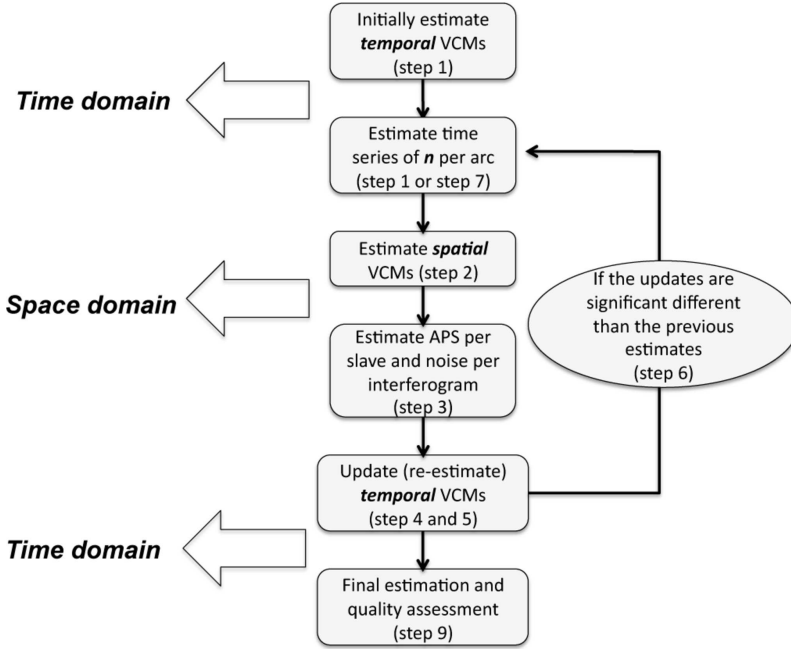 Initially estimate
temporal VCMs
(step 1)
Time domain
Estimate time
series of n per arc
(step 1 or step 7)
Estimate spatial
VCMs (step 2)
Space domain
If the updates are
significant different
than the previous
estimates
(step 6)
Estimate APS per
slave and noise per
interferogram
(step 3)
Update (re-estimate)
temporal VCMs
(step 4 and 5)
Time domain
Final estimation and
quality assessment
(step 9)